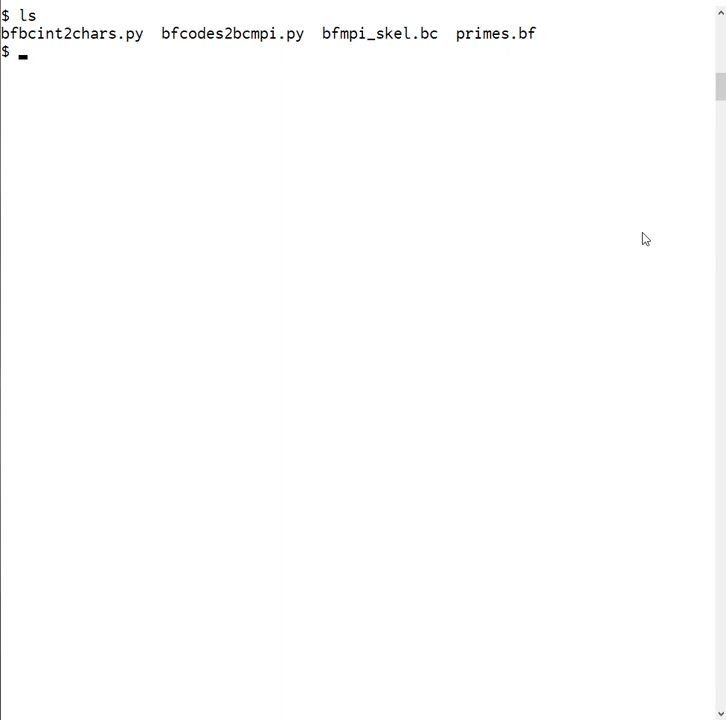 $ ls
bfbcint2chars.py  bfcodes2bcmpi.py  bfmpi_skel.bc  primes.bf
$